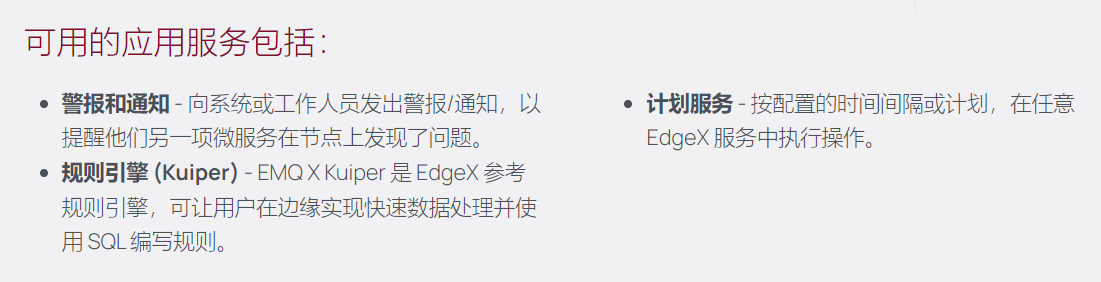 可用的应用服务包括：
• 警报和通知 - 向系统或工作人员发出警报/通知，以
提醒他们另一项微服务在节点上发现了问题。
• 规则引擎 (Kuiper) - EMQ X Kuiper 是 EdgeX 参考
规则引擎，可让用户在边缘实现快速数据处理并使
用 SQL 编写规则。
• 计划服务 - 按配置的时间间隔或计划，在任意
EdgeX 服务中执行操作。